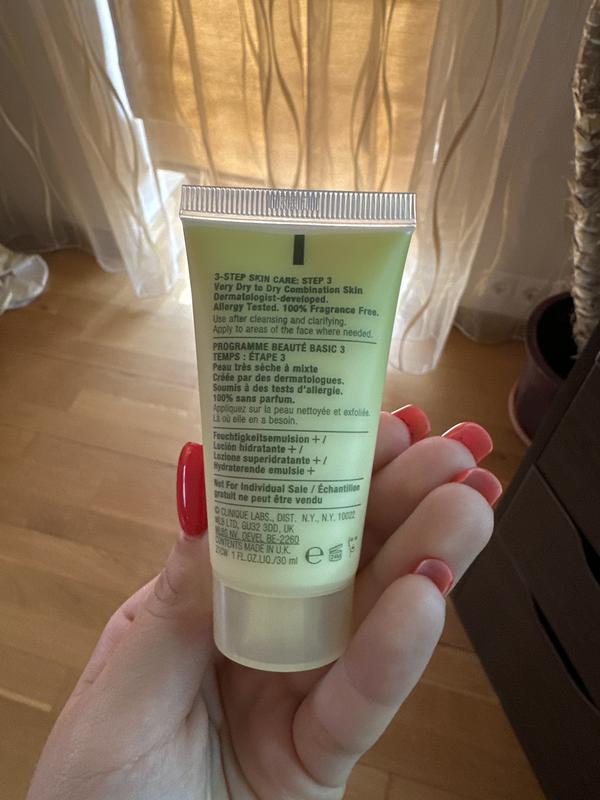 3-STEP SKIN CARE: STEP 3
Very Dry to Dry Combination Skin
Dermatologist-developed.
Allergy Tested. 100% Fragrance Free.
Use after cleansing and clarifying.
Apply to areas of the face where needed.
PROGRAMME BEAUTÉ BASIC 3
TEMPS : ÉTAPE 3
Peau très sèche à mixte
Créée par des dermatologues.
Soumis à des tests d'allergie.
100% sans parfum.
Appliquez sur la peau nettoyée et exfoliée.
Là où elle en a besoin.
Feuchtigkeitsemulsion + /
Loción hidratante + /
Lozione superidratante + /
Hydraterende emulsie +
Not For Individual Sale / Échantillon
gratuit ne peut être vendu
© CLINIQUE LABS., DIST. N.Y., N.Y. 10022
LTD, GU32 3DD, UK
NV. DEVEL BE-2260
CONTENTS MADE IN U.K.
1 FL.OZ.LIQ./30 ml e 24M